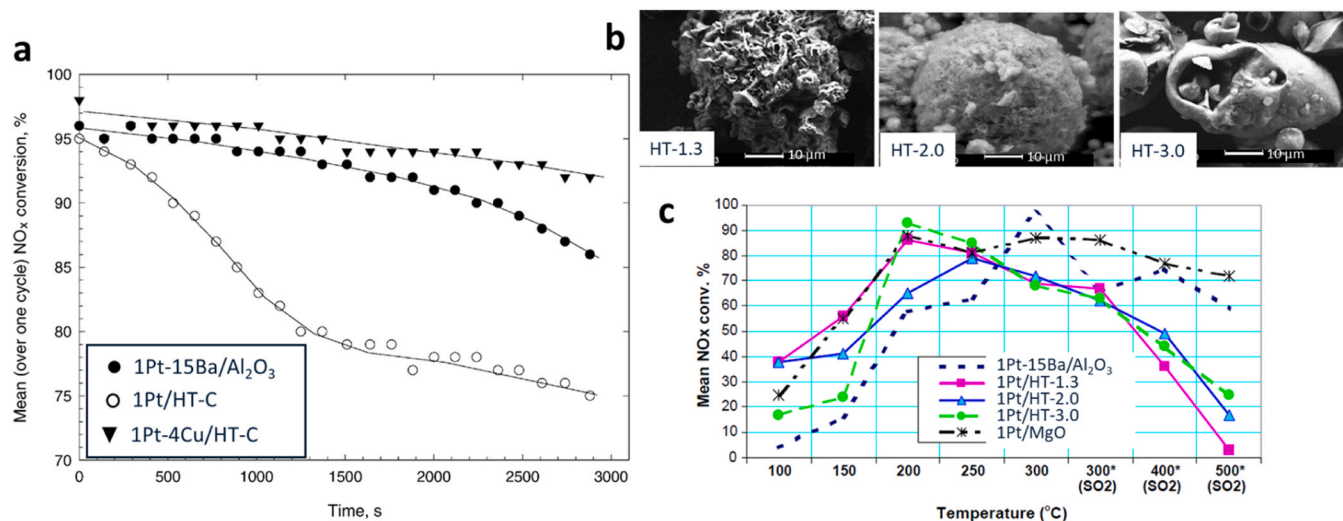 a
Mean (over one cycle) NOx conversion, %
100
95
90
85
80
75
70
1Pt-15Ba/Al2O3
1Pt/HT-C
1Pt-4Cu/HT-C
0 500 1000 1500 2000 2500 3000
Time, s
b
HT-1.3
10 µm
HT-2.0
10 µm
HT-3.0
10 µm
c
Mean NOx conv. %
100
90
80
70
60
50
40
30
20
10
0
1Pt-15Ba/Al2O3
1Pt/HT-1.3
1Pt/HT-2.0
1Pt/HT-3.0
1Pt/MgO
100 150 200 250 300 300* 400* 500*
(SO2) (SO2) (SO2)
Temperature (°C)